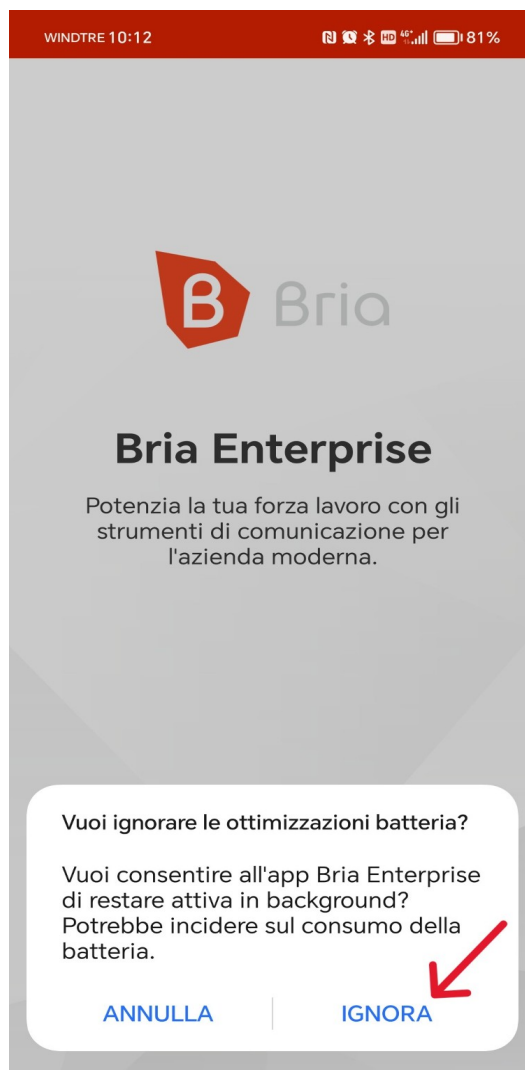 WINDTRE 10:12 HD 4G+ 81%
B Bria
Bria Enterprise
Potenzia la tua forza lavoro con gli
strumenti di comunicazione per
l'azienda moderna.
Vuoi ignorare le ottimizzazioni batteria?
Vuoi consentire all'app Bria Enterprise
di restare attiva in background?
Potrebbe incidere sul consumo della
batteria.
ANNULLA IGNORA